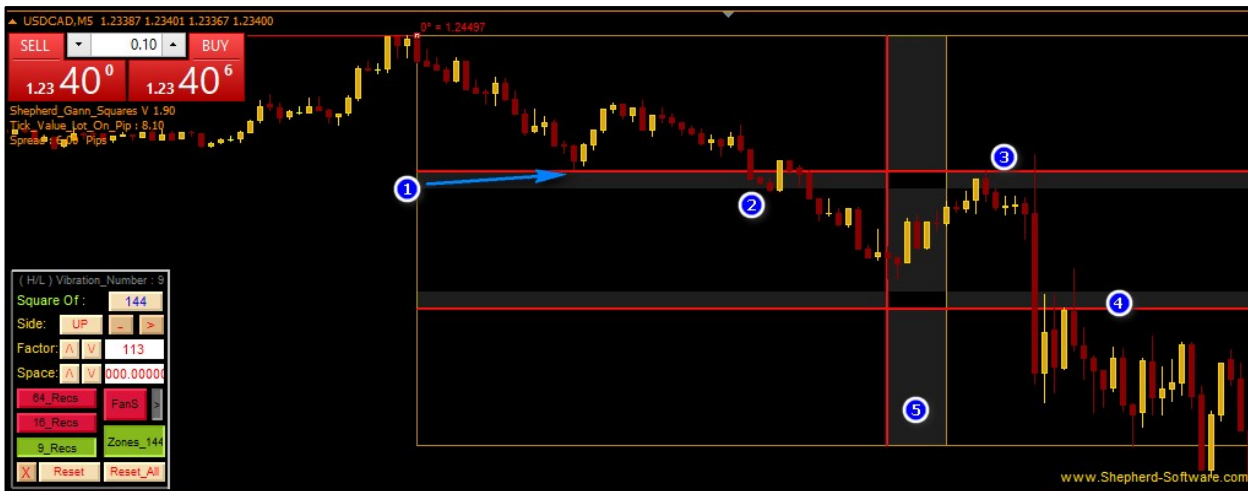 USDCAD,M5 1.23387 1.23401 1.23367 1.23400
0° = 1.24497
SELL 0.10 BUY
1.23 40 0 1.23 40 6
Shepherd_Gann_Squares V 1.90
Tick_Value_Lot_On_Pip : 8.10
Spread : 6.00 Pips
1
2
3
4
5
( H/L ) Vibration_Number : 9
Square Of : 144
Side: UP _ >
Factor: Λ V 113
Space: Λ V 000.0000
64_Recs FanS >
16_Recs
9_Recs Zones_144
X Reset Reset_All
www.Shepherd-Software.com